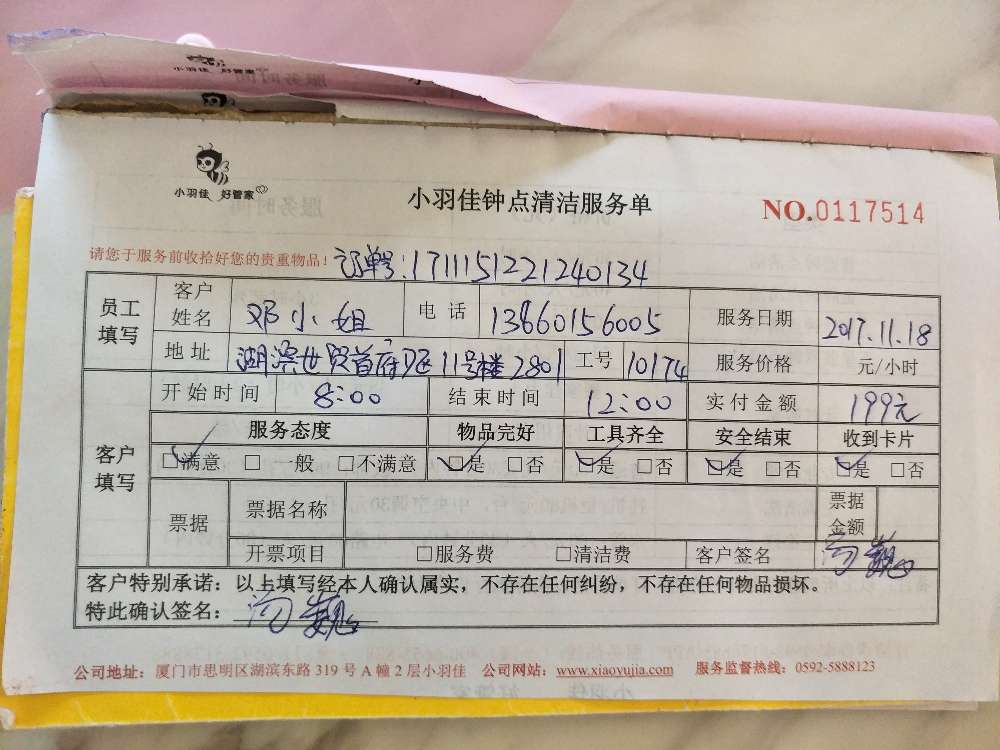 小羽佳 好管家
小羽佳 好管家
小羽佳钟点清洁服务单
NO.0117514
请您于服务前收拾好您的贵重物品！ 订单号：1711151221240134
员工填写 客户姓名 邓小姐 电话 13860156005 服务日期 2017.11.18
地址 湖滨世贸首府 11号楼2801 工号 10174 服务价格 元/小时
客户填写 开始时间 8:00 结束时间 12:00 实付金额 199元
服务态度 物品完好 工具齐全 安全结束 收到卡片
☑满意 □一般 □不满意 ☑是 □否 ☑是 □否 ☑是 □否 ☑是 □否
票据 票据名称 票据金额
开票项目 □服务费 □清洁费 客户签名
客户特别承诺：以上填写经本人确认属实，不存在任何纠纷，不存在任何物品损坏。
特此确认签名：
公司地址：厦门市思明区湖滨东路 319 号 A 幢 2 层小羽佳 公司网站：www.xiaoyujia.com 服务监督热线：0592-5888123